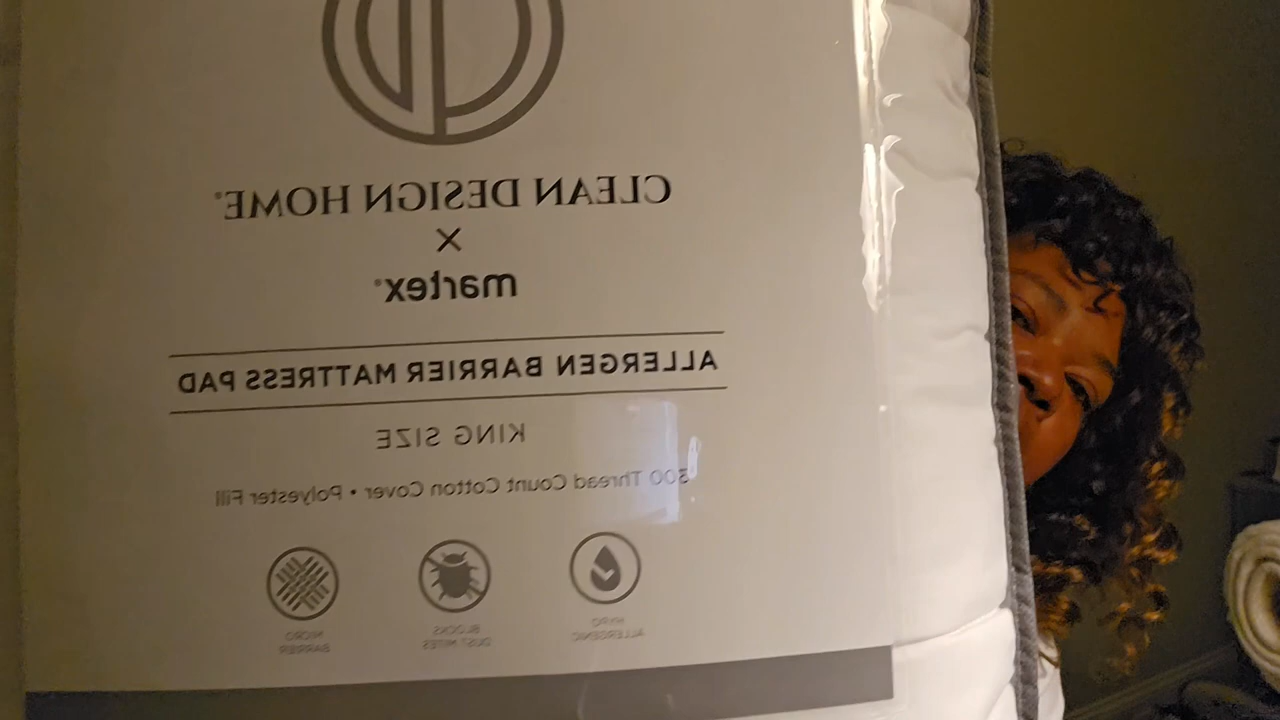 CLEAN DESIGN HOME®
X
martex®
ALLERGEN BARRIER MATTRESS PAD
KING SIZE
300 Thread Count Cotton Cover • Polyester Fill
HYPO
ALLERGENIC
BLOCKS
DUST MITES
MICRO
BARRIER